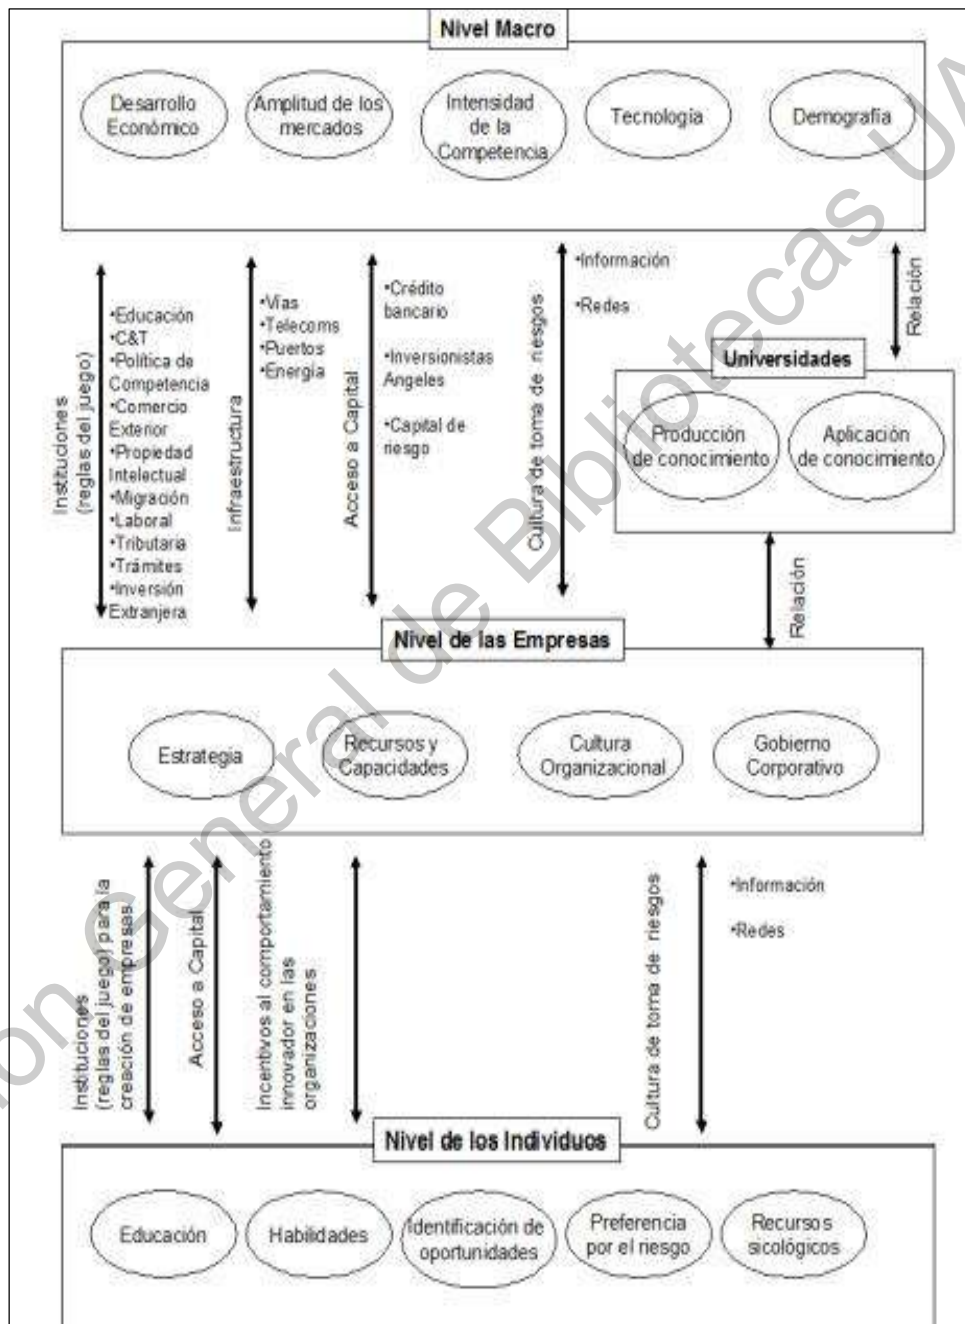 Nivel Macro
Desarrollo
Económico
Amplitud de los
mercados
Intensidad
de la
Competencia
Tecnología
Demografía
Instituciones
(reglas del juego)
•Educación
•C&T
•Política de
Competencia
•Comercio
Exterior
•Propiedad
Intelectual
•Migración
•Laboral
•Tributaria
•Trámites
•Inversión
Extranjera
Infraestructura
•Vías
•Telecoms
•Puertos
•Energía
Acceso a Capital
•Crédito
bancario
•Inversionistas
Angeles
•Capital de
riesgo
Cultura de toma de riesgos
•Información
•Redes
Relación
Universidades
Producción
de conocimiento
Aplicación
de conocimiento
Relación
Nivel de las Empresas
Estrategia
Recursos y
Capacidades
Cultura
Organizacional
Gobierno
Corporativo
Instituciones
(reglas del juego) para la
creación de empresas
Acceso a Capital
Incentivos al comportamiento
innovador en las
organizaciones
Cultura de toma de riesgos
•Información
•Redes
Nivel de los Individuos
Educación
Habilidades
Identificación de
oportunidades
Preferencia
por el riesgo
Recursos
sicológicos
General de Bibliotecas